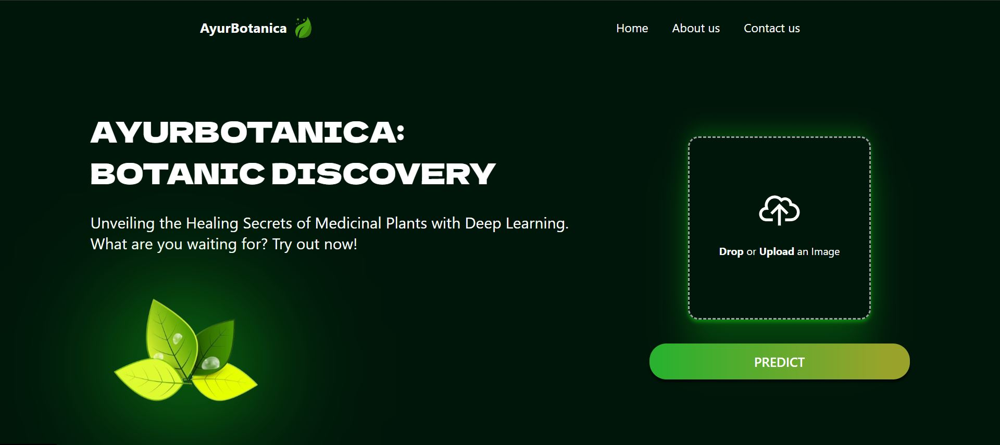 AyurBotanica
Home About us Contact us
AYURBOTANICA:
BOTANIC DISCOVERY
Unveiling the Healing Secrets of Medicinal Plants with Deep Learning.
What are you waiting for? Try out now!
Drop or Upload an Image
PREDICT